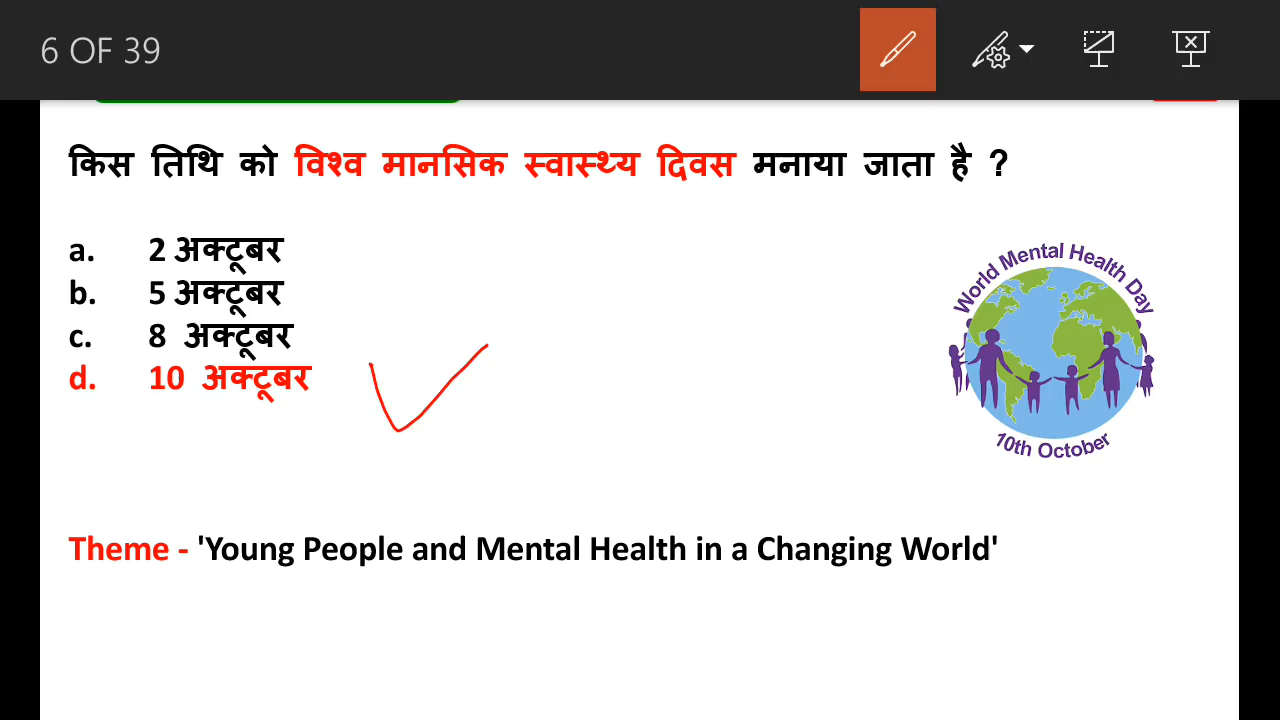 6 OF 39
किस तिथि को विश्व मानसिक स्वास्थ्य दिवस मनाया जाता है ?
a. 2 अक्टूबर
b. 5 अक्टूबर
c. 8 अक्टूबर
d. 10 अक्टूबर
World Mental Health Day
10th October
Theme - 'Young People and Mental Health in a Changing World'